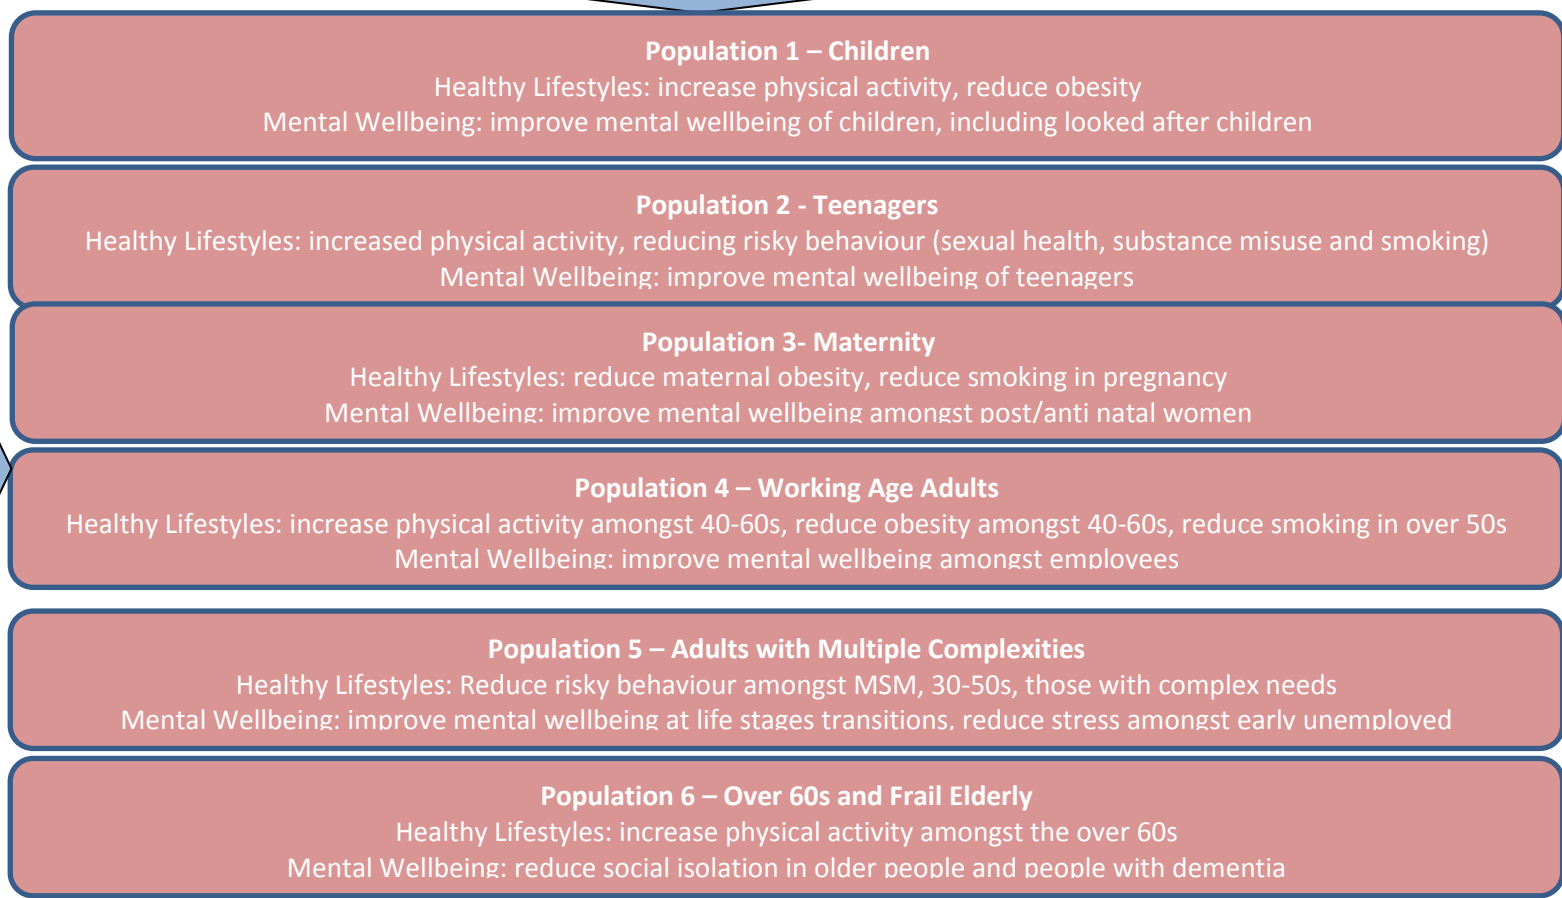 Population 1 – Children
Healthy Lifestyles: increase physical activity, reduce obesity
Mental Wellbeing: improve mental wellbeing of children, including looked after children
Population 2 - Teenagers
Healthy Lifestyles: increased physical activity, reducing risky behaviour (sexual health, substance misuse and smoking)
Mental Wellbeing: improve mental wellbeing of teenagers
Population 3- Maternity
Healthy Lifestyles: reduce maternal obesity, reduce smoking in pregnancy
Mental Wellbeing: improve mental wellbeing amongst post/anti natal women
Population 4 – Working Age Adults
Healthy Lifestyles: increase physical activity amongst 40-60s, reduce obesity amongst 40-60s, reduce smoking in over 50s
Mental Wellbeing: improve mental wellbeing amongst employees
Population 5 – Adults with Multiple Complexities
Healthy Lifestyles: Reduce risky behaviour amongst MSM, 30-50s, those with complex needs
Mental Wellbeing: improve mental wellbeing at life stages transitions, reduce stress amongst early unemployed
Population 6 – Over 60s and Frail Elderly
Healthy Lifestyles: increase physical activity amongst the over 60s
Mental Wellbeing: reduce social isolation in older people and people with dementia